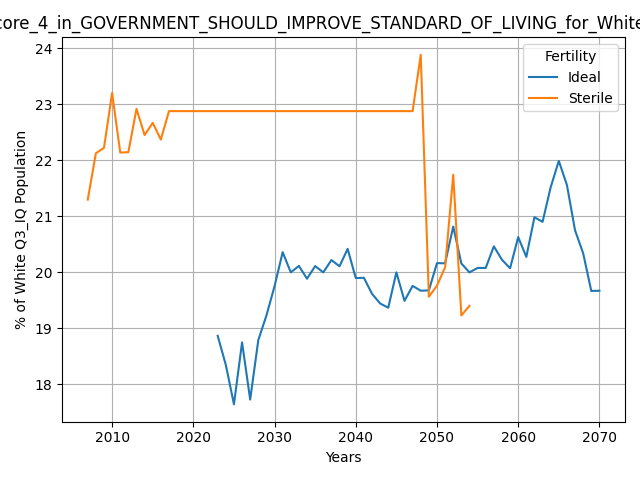 core_4_in_GOVERNMENT_SHOULD_IMPROVE_STANDARD_OF_LIVING_for_White
Fertility
Ideal
Sterile
% of White Q3_IQ Population
24
23
22
21
20
19
18
2010
2020
2030
2040
2050
2060
2070
Years